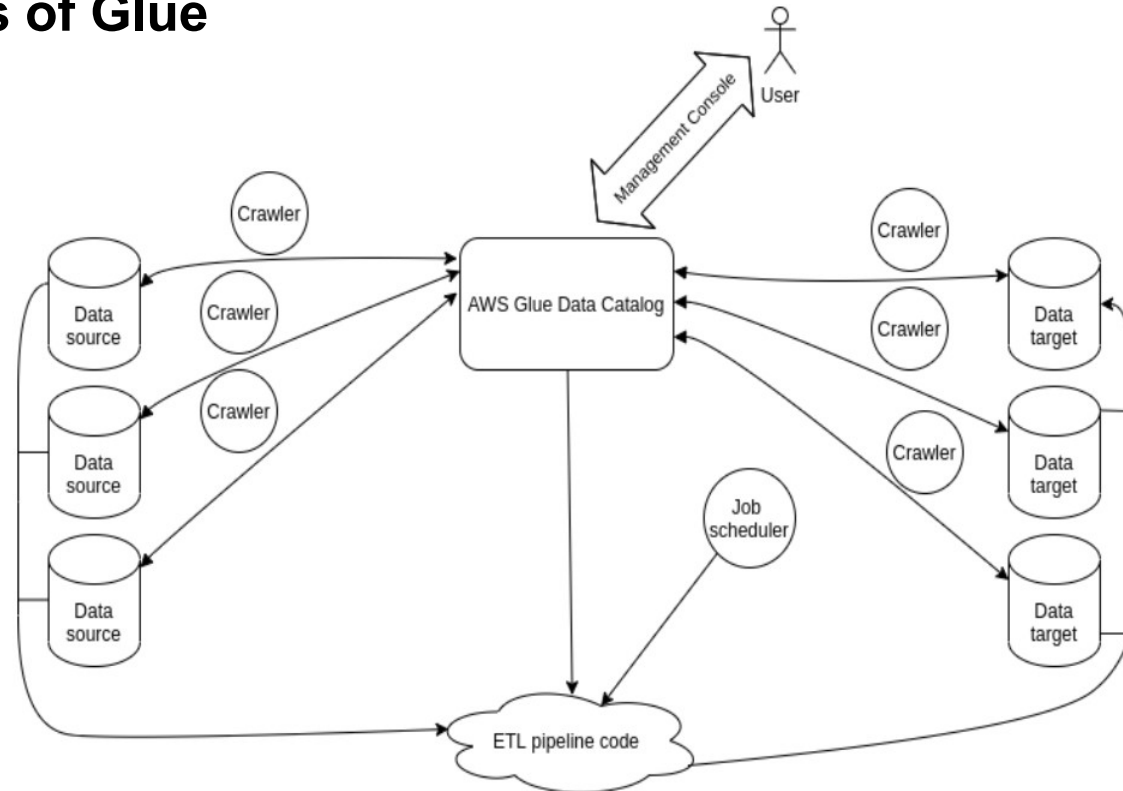 s of Glue
User
Management Console
Crawler
Crawler
Crawler
Crawler
Crawler
Crawler
Data
source
Data
source
Data
source
AWS Glue Data Catalog
Data
target
Data
target
Data
target
Job
scheduler
ETL pipeline code